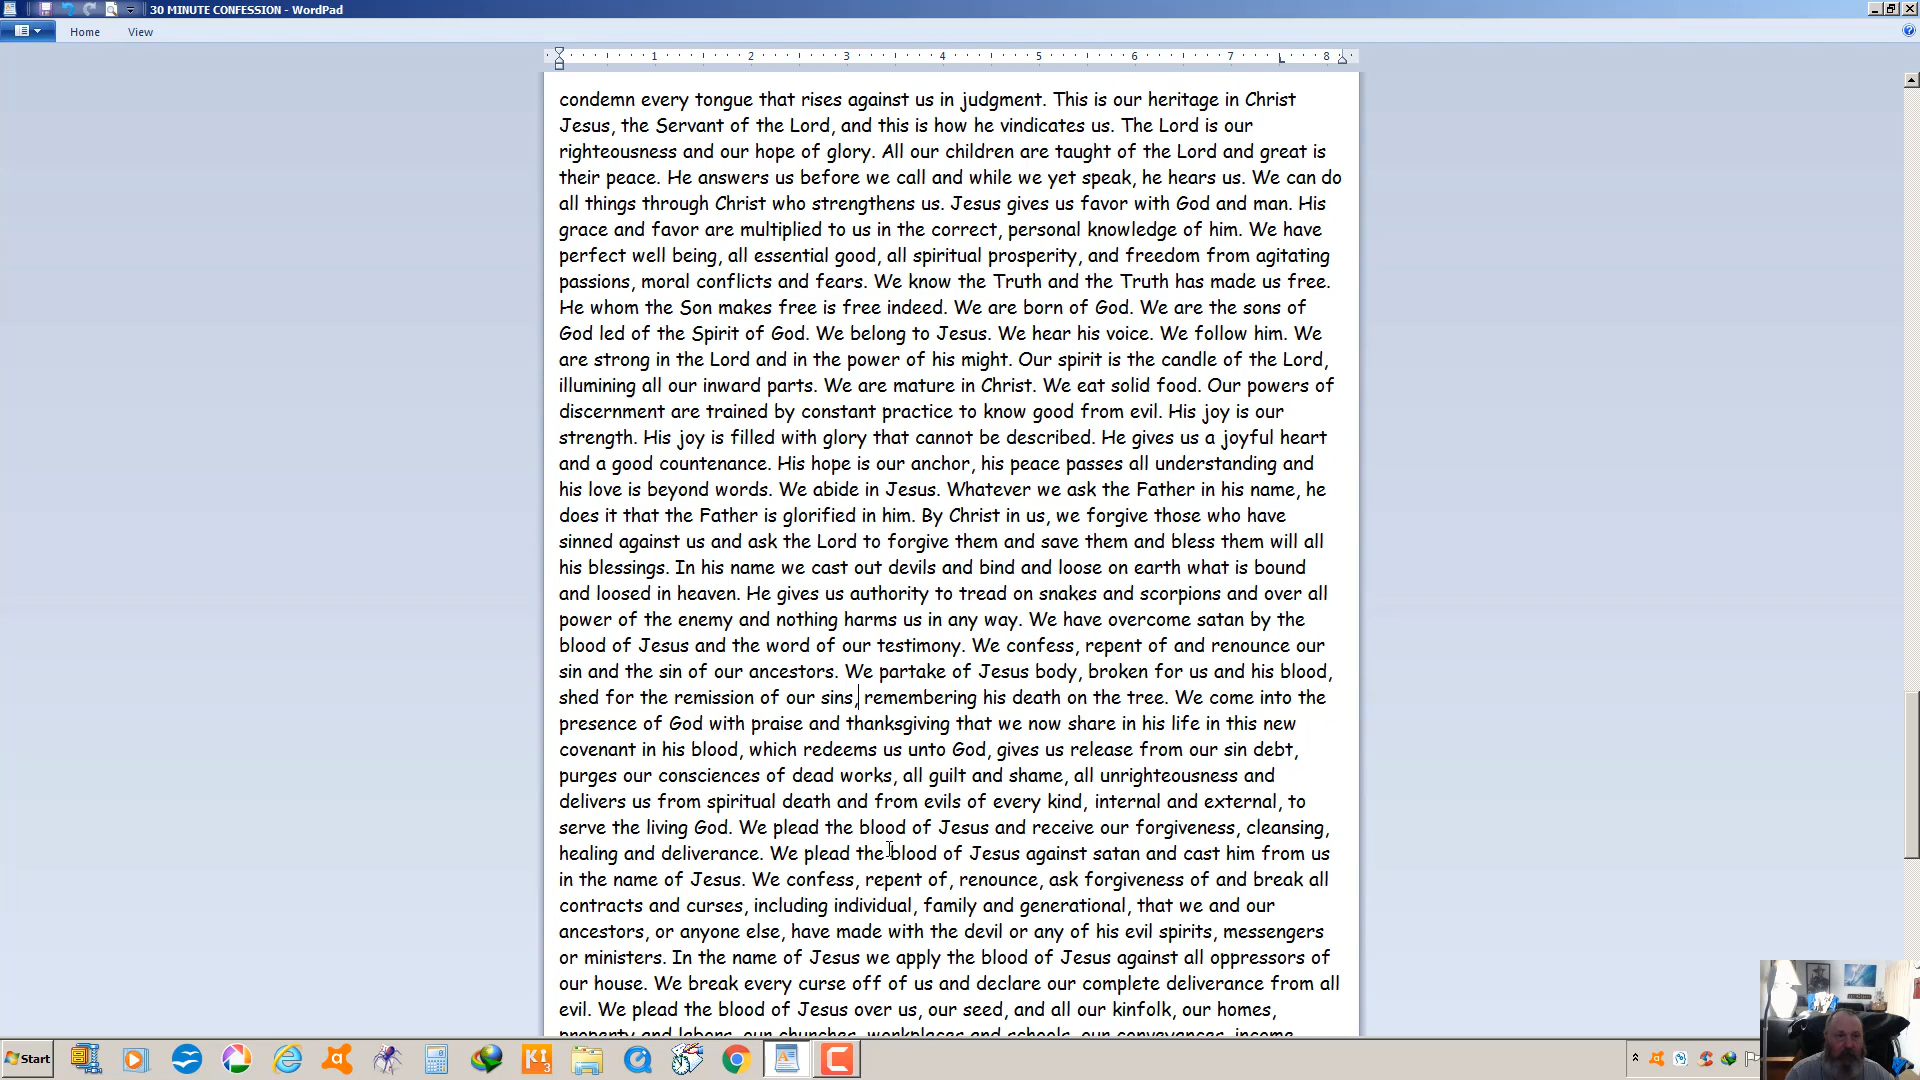 30 MINUTE CONFESSION - WordPad
Home View
1 2 3 4 5 6 7 8
condemn every tongue that rises against us in judgment. This is our heritage in Christ
Jesus, the Servant of the Lord, and this is how he vindicates us. The Lord is our
righteousness and our hope of glory. All our children are taught of the Lord and great is
their peace. He answers us before we call and while we yet speak, he hears us. We can do
all things through Christ who strengthens us. Jesus gives us favor with God and man. His
grace and favor are multiplied to us in the correct, personal knowledge of him. We have
perfect well being, all essential good, all spiritual prosperity, and freedom from agitating
passions, moral conflicts and fears. We know the Truth and the Truth has made us free.
He whom the Son makes free is free indeed. We are born of God. We are the sons of
God led of the Spirit of God. We belong to Jesus. We hear his voice. We follow him. We
are strong in the Lord and in the power of his might. Our spirit is the candle of the Lord,
illumining all our inward parts. We are mature in Christ. We eat solid food. Our powers of
discernment are trained by constant practice to know good from evil. His joy is our
strength. His joy is filled with glory that cannot be described. He gives us a joyful heart
and a good countenance. His hope is our anchor, his peace passes all understanding and
his love is beyond words. We abide in Jesus. Whatever we ask the Father in his name, he
does it that the Father is glorified in him. By Christ in us, we forgive those who have
sinned against us and ask the Lord to forgive them and save them and bless them will all
his blessings. In his name we cast out devils and bind and loose on earth what is bound
and loosed in heaven. He gives us authority to tread on snakes and scorpions and over all
power of the enemy and nothing harms us in any way. We have overcome satan by the
blood of Jesus and the word of our testimony. We confess, repent of and renounce our
sin and the sin of our ancestors. We partake of Jesus body, broken for us and his blood,
shed for the remission of our sins, remembering his death on the tree. We come into the
presence of God with praise and thanksgiving that we now share in his life in this new
covenant in his blood, which redeems us unto God, gives us release from our sin debt,
purges our consciences of dead works, all guilt and shame, all unrighteousness and
delivers us from spiritual death and from evils of every kind, internal and external, to
serve the living God. We plead the blood of Jesus and receive our forgiveness, cleansing,
healing and deliverance. We plead the blood of Jesus against satan and cast him from us
in the name of Jesus. We confess, repent of, renounce, ask forgiveness of and break all
contracts and curses, including individual, family and generational, that we and our
ancestors, or anyone else, have made with the devil or any of his evil spirits, messengers
or ministers. In the name of Jesus we apply the blood of Jesus against all oppressors of
our house. We break every curse off of us and declare our complete deliverance from all
evil. We plead the blood of Jesus over us, our seed, and all our kinfolk, our homes,
property and labors, our churches, workplaces and schools, our conveyances, income
Start